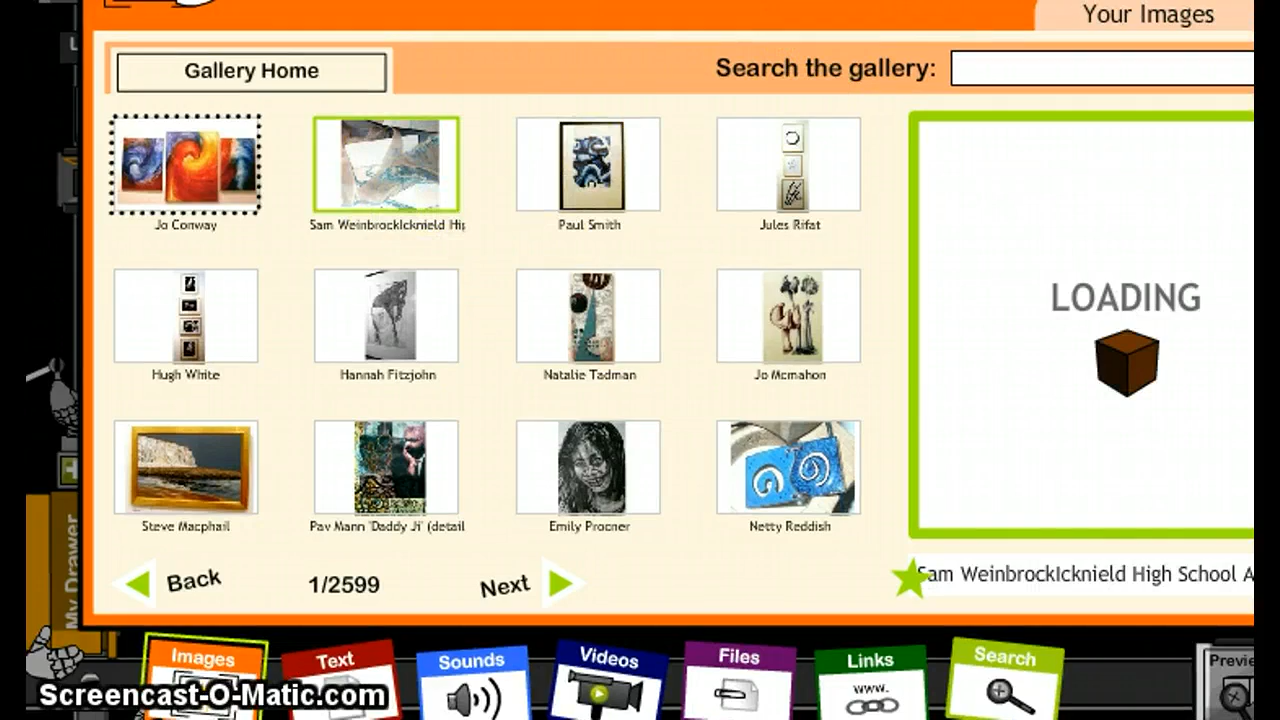 Your Images
Gallery Home
Search the gallery:
Jo Conway
Sam WeinbrockIcknield Hig
Paul Smith
Jules Rifat
LOADING
Hugh White
Hannah Fitzjohn
Natalie Tadman
Jo Mcmahon
Steve Macphail
Pav Mann 'Daddy Ji' (detail
Emily Procner
Netty Reddish
Back
1/2599
Next
Sam WeinbrockIcknield High School A
My Drawer
Images
Text
Sounds
Videos
Files
Links
www.
Search
Previe
Screencast-O-Matic.com